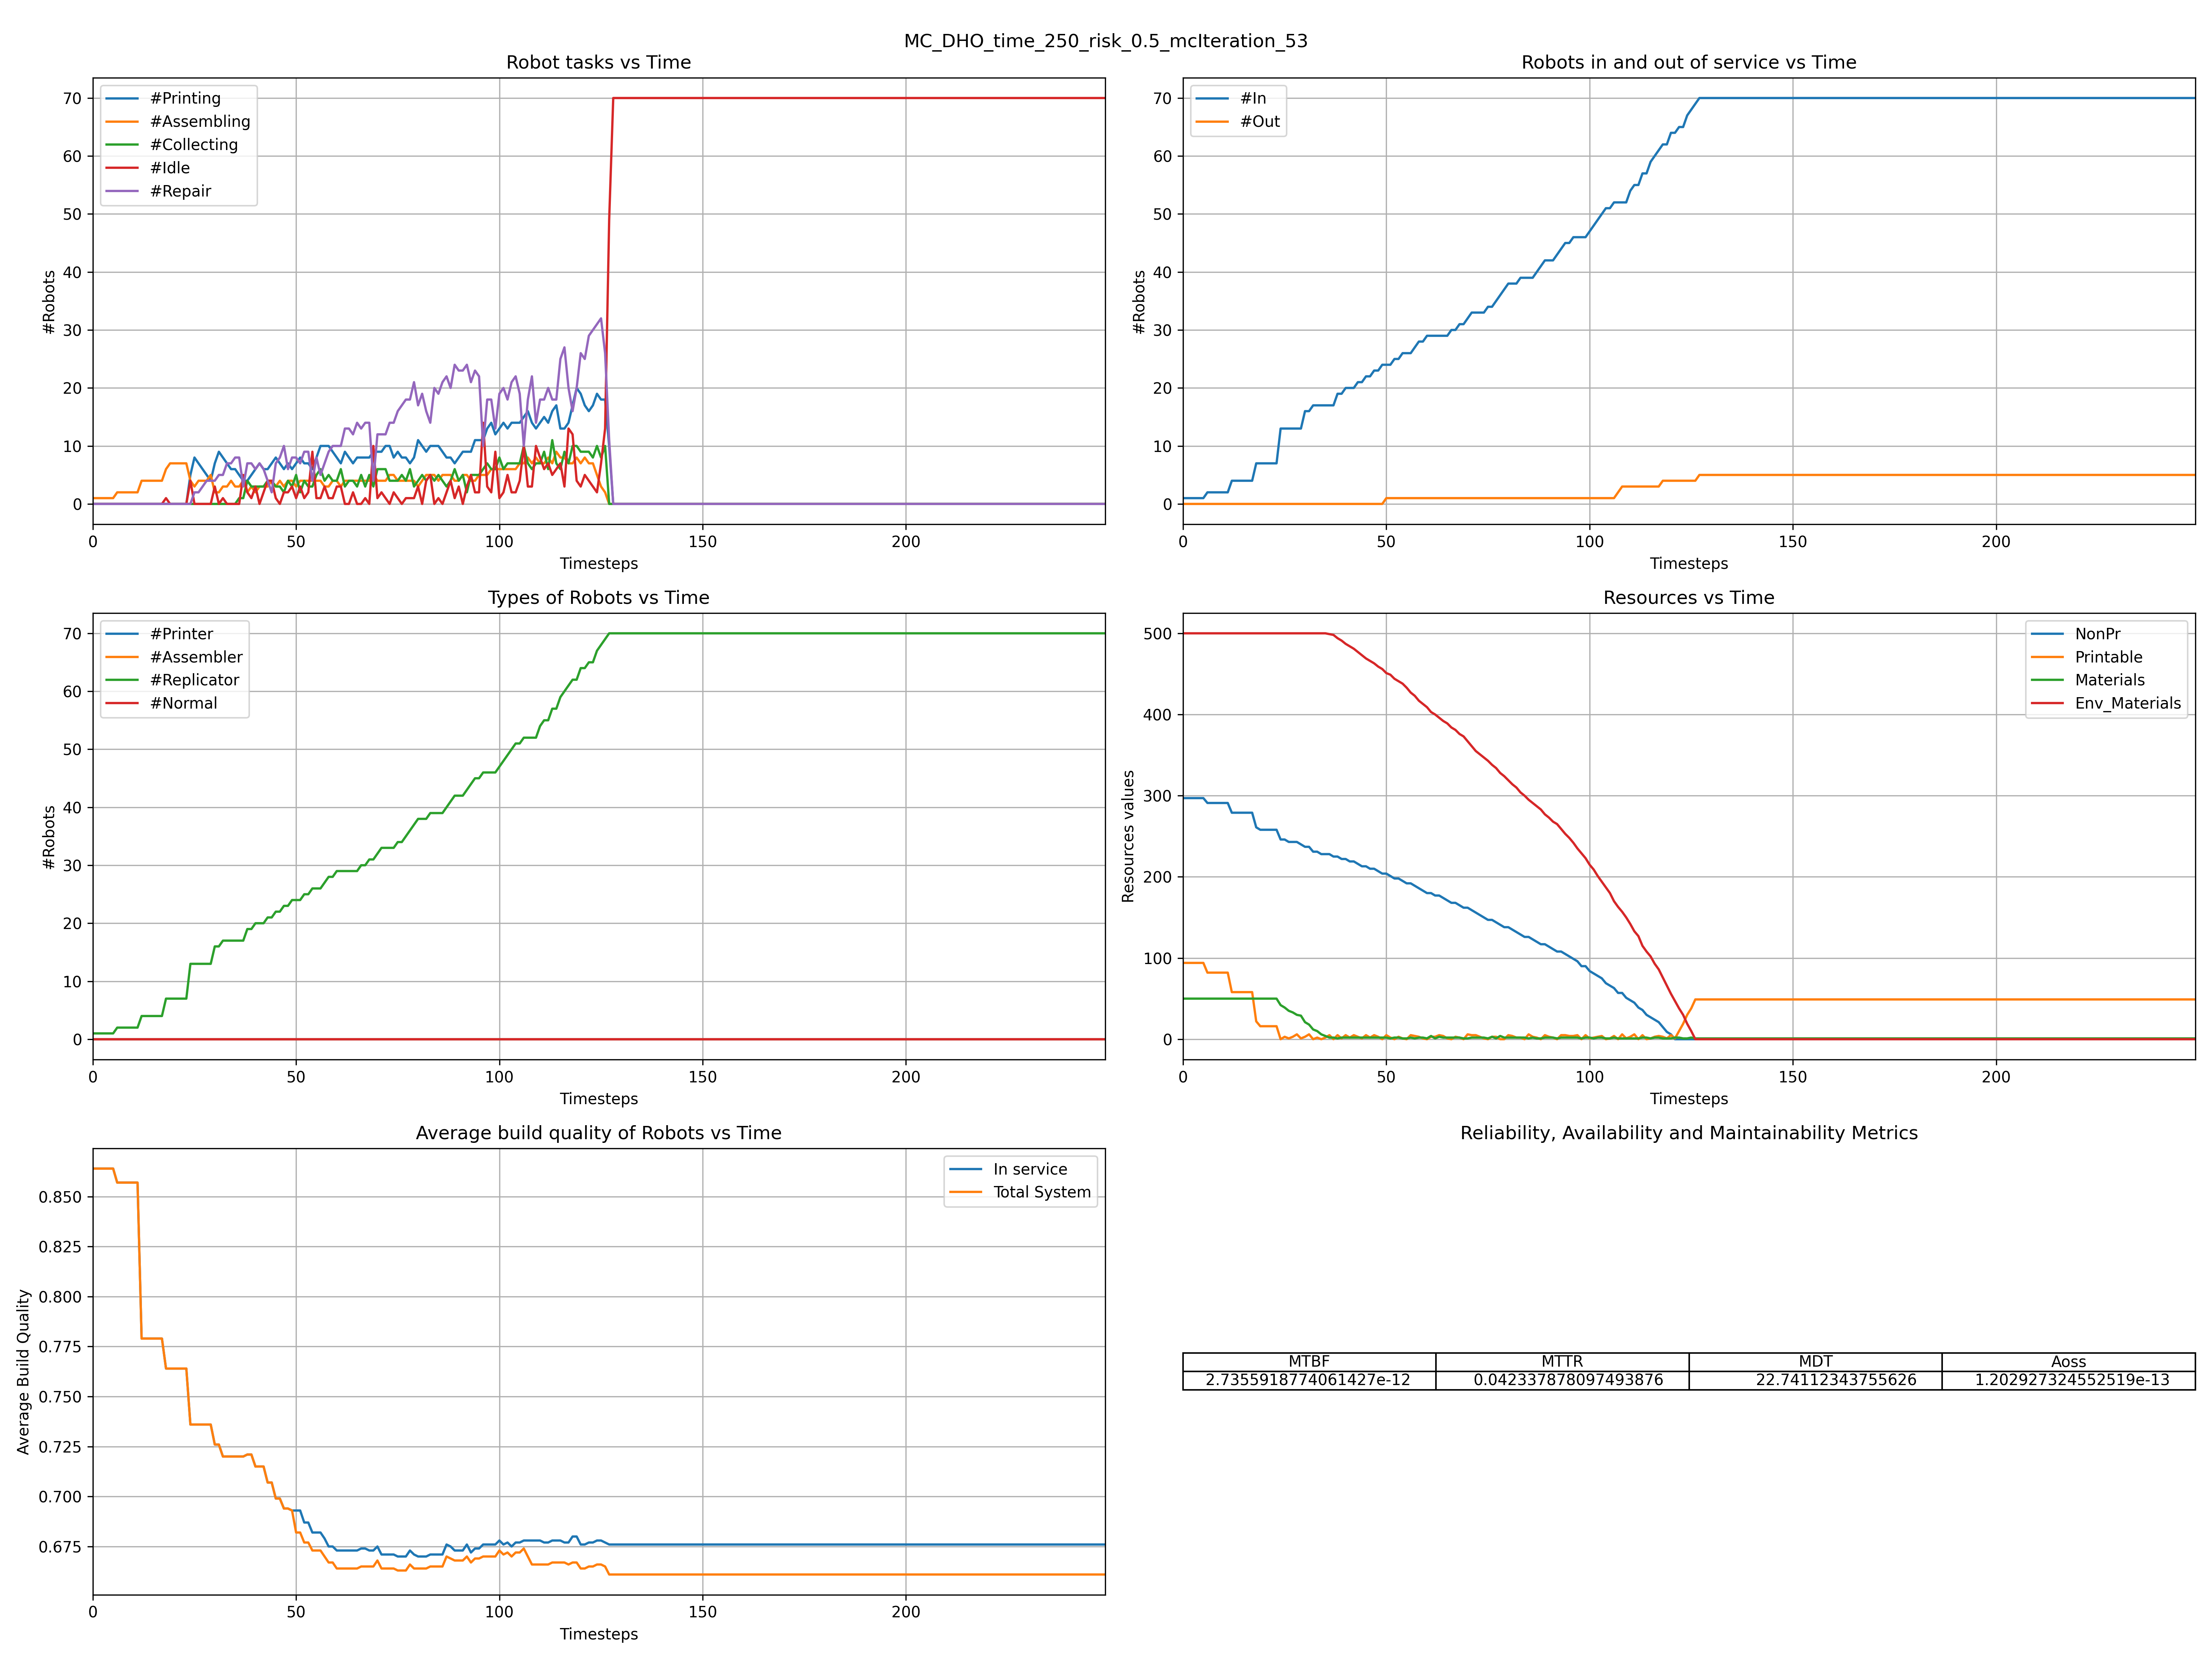 MC_DHO_time_250_risk_0.5_mcIteration_53
Robot tasks vs Time
#Printing
#Assembling
#Collecting
#Idle
#Repair
70
60
50
40
30
20
10
0
#Robots
0 50 100 150 200
Timesteps
Robots in and out of service vs Time
#In
#Out
70
60
50
40
30
20
10
0
#Robots
0 50 100 150 200
Timesteps
Types of Robots vs Time
#Printer
#Assembler
#Replicator
#Normal
70
60
50
40
30
20
10
0
#Robots
0 50 100 150 200
Timesteps
Resources vs Time
NonPr
Printable
Materials
Env_Materials
500
400
300
200
100
0
Resources values
0 50 100 150 200
Timesteps
Average build quality of Robots vs Time
In service
Total System
0.850
0.825
0.800
0.775
0.750
0.725
0.700
0.675
Average Build Quality
0 50 100 150 200
Timesteps
Reliability, Availability and Maintainability Metrics
MTBF MTTR MDT Aoss
2.7355918774061427e-12 0.042337878097493876 22.74112343755626 1.202927324552519e-13